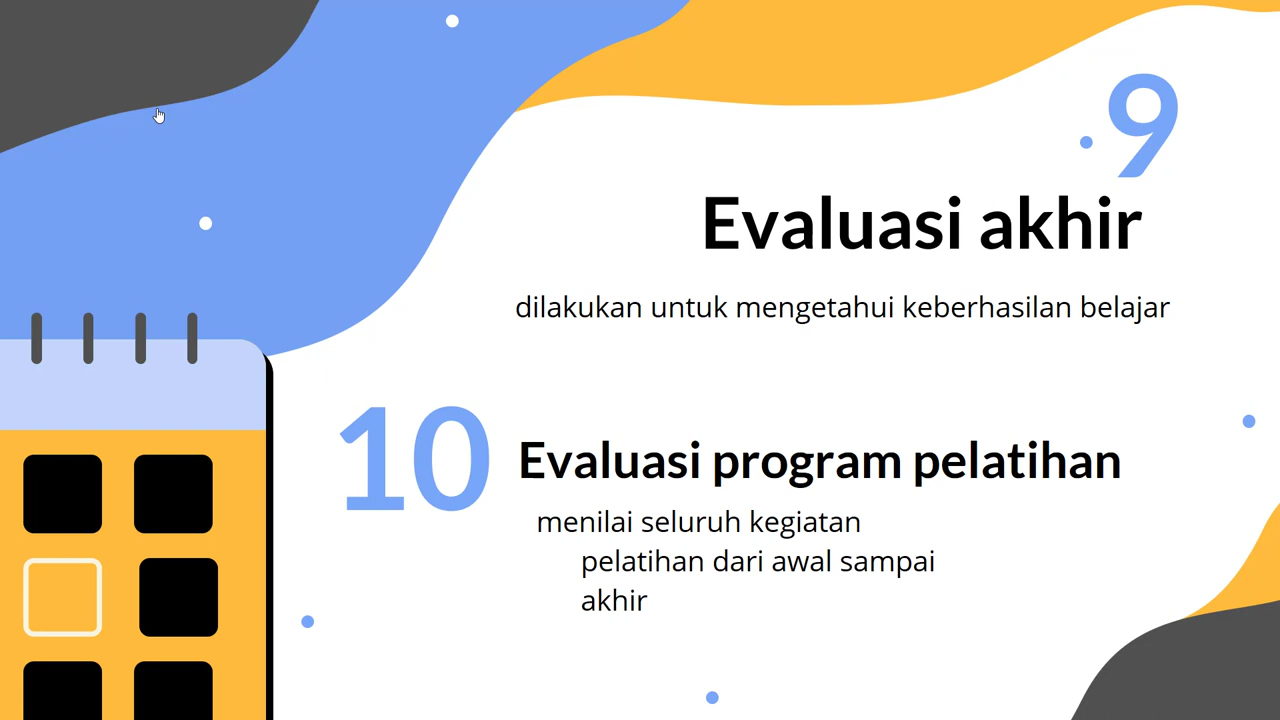 9
Evaluasi akhir
dilakukan untuk mengetahui keberhasilan belajar
10
Evaluasi program pelatihan
menilai seluruh kegiatan
pelatihan dari awal sampai
akhir